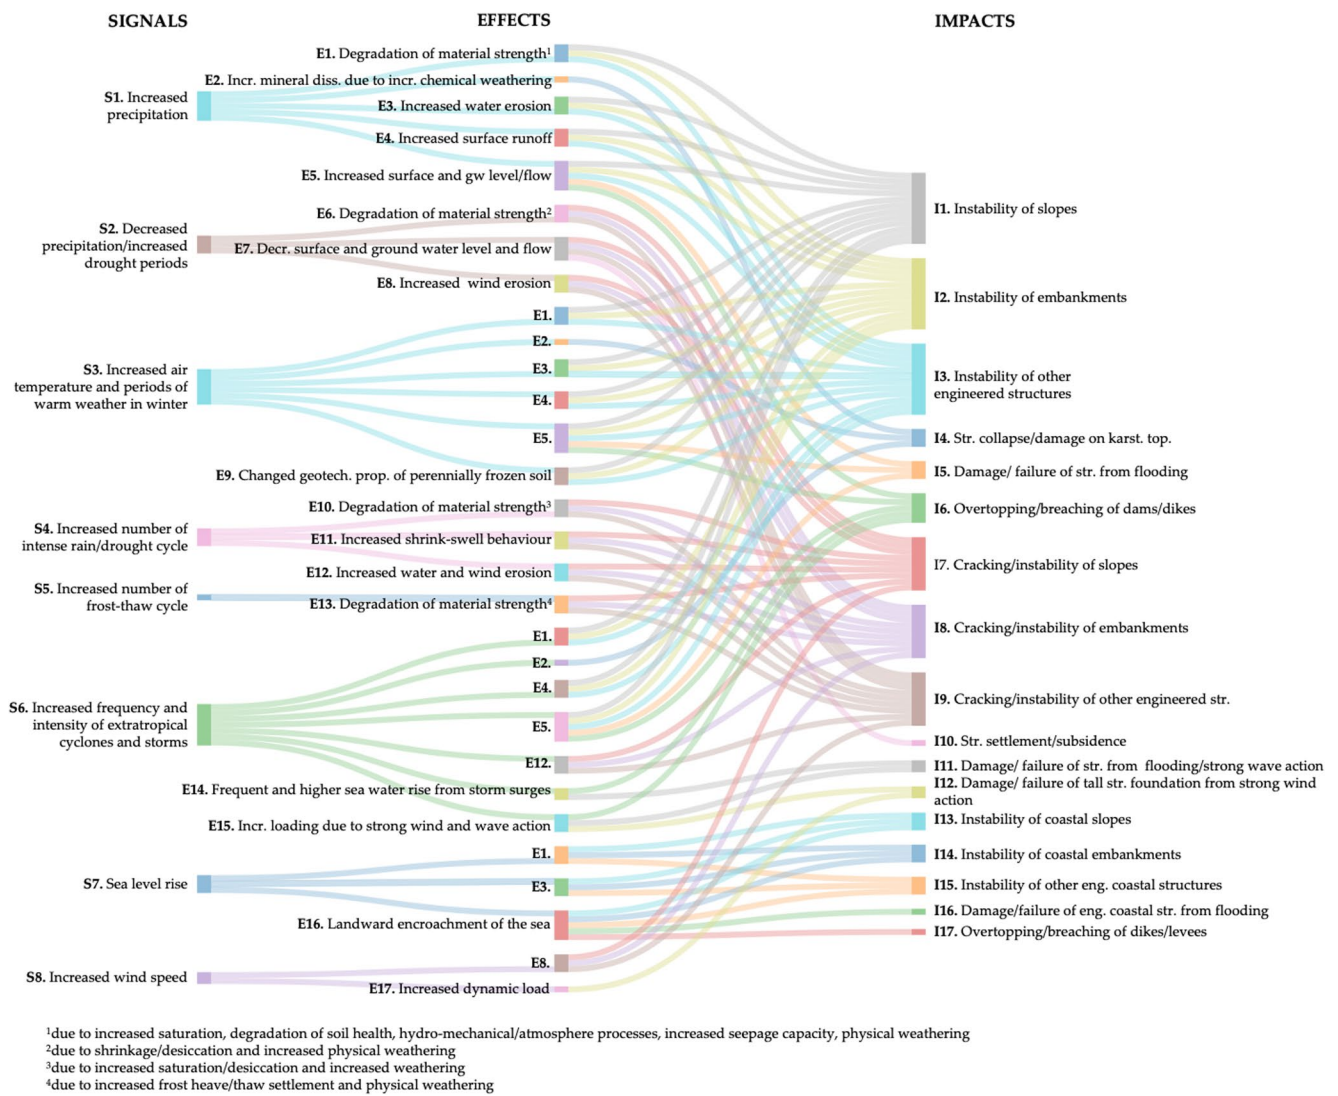 SIGNALS
EFFECTS
IMPACTS
S1. Increased
precipitation
S2. Decreased
precipitation/increased
drought periods
S3. Increased air
temperature and periods of
warm weather in winter
S4. Increased number of
intense rain/drought cycle
S5. Increased number of
frost-thaw cycle
S6. Increased frequency and
intensity of extratropical
cyclones and storms
S7. Sea level rise
S8. Increased wind speed
E1. Degradation of material strength¹
E2. Incr. mineral diss. due to incr. chemical weathering
E3. Increased water erosion
E4. Increased surface runoff
E5. Increased surface and gw level/flow
E6. Degradation of material strength²
E7. Decr. surface and ground water level and flow
E8. Increased wind erosion
E1.
E2.
E3.
E4.
E5.
E9. Changed geotech. prop. of perennially frozen soil
E10. Degradation of material strength³
E11. Increased shrink-swell behaviour
E12. Increased water and wind erosion
E13. Degradation of material strength⁴
E1.
E2.
E4.
E5.
E12.
E14. Frequent and higher sea water rise from storm surges
E15. Incr. loading due to strong wind and wave action
E1.
E3.
E16. Landward encroachment of the sea
E8.
E17. Increased dynamic load
I1. Instability of slopes
I2. Instability of embankments
I3. Instability of other
engineered structures
I4. Str. collapse/damage on karst. top.
I5. Damage/ failure of str. from flooding
I6. Overtopping/breaching of dams/dikes
I7. Cracking/instability of slopes
I8. Cracking/instability of embankments
I9. Cracking/instability of other engineered str.
I10. Str. settlement/subsidence
I11. Damage/ failure of str. from flooding/strong wave action
I12. Damage/ failure of tall str. foundation from strong wind
action
I13. Instability of coastal slopes
I14. Instability of coastal embankments
I15. Instability of other eng. coastal structures
I16. Damage/failure of eng. coastal str. from flooding
I17. Overtopping/breaching of dikes/levees
¹due to increased saturation, degradation of soil health, hydro-mechanical/atmosphere processes, increased seepage capacity, physical weathering
²due to shrinkage/desiccation and increased physical weathering
³due to increased saturation/desiccation and increased weathering
⁴due to increased frost heave/thaw settlement and physical weathering